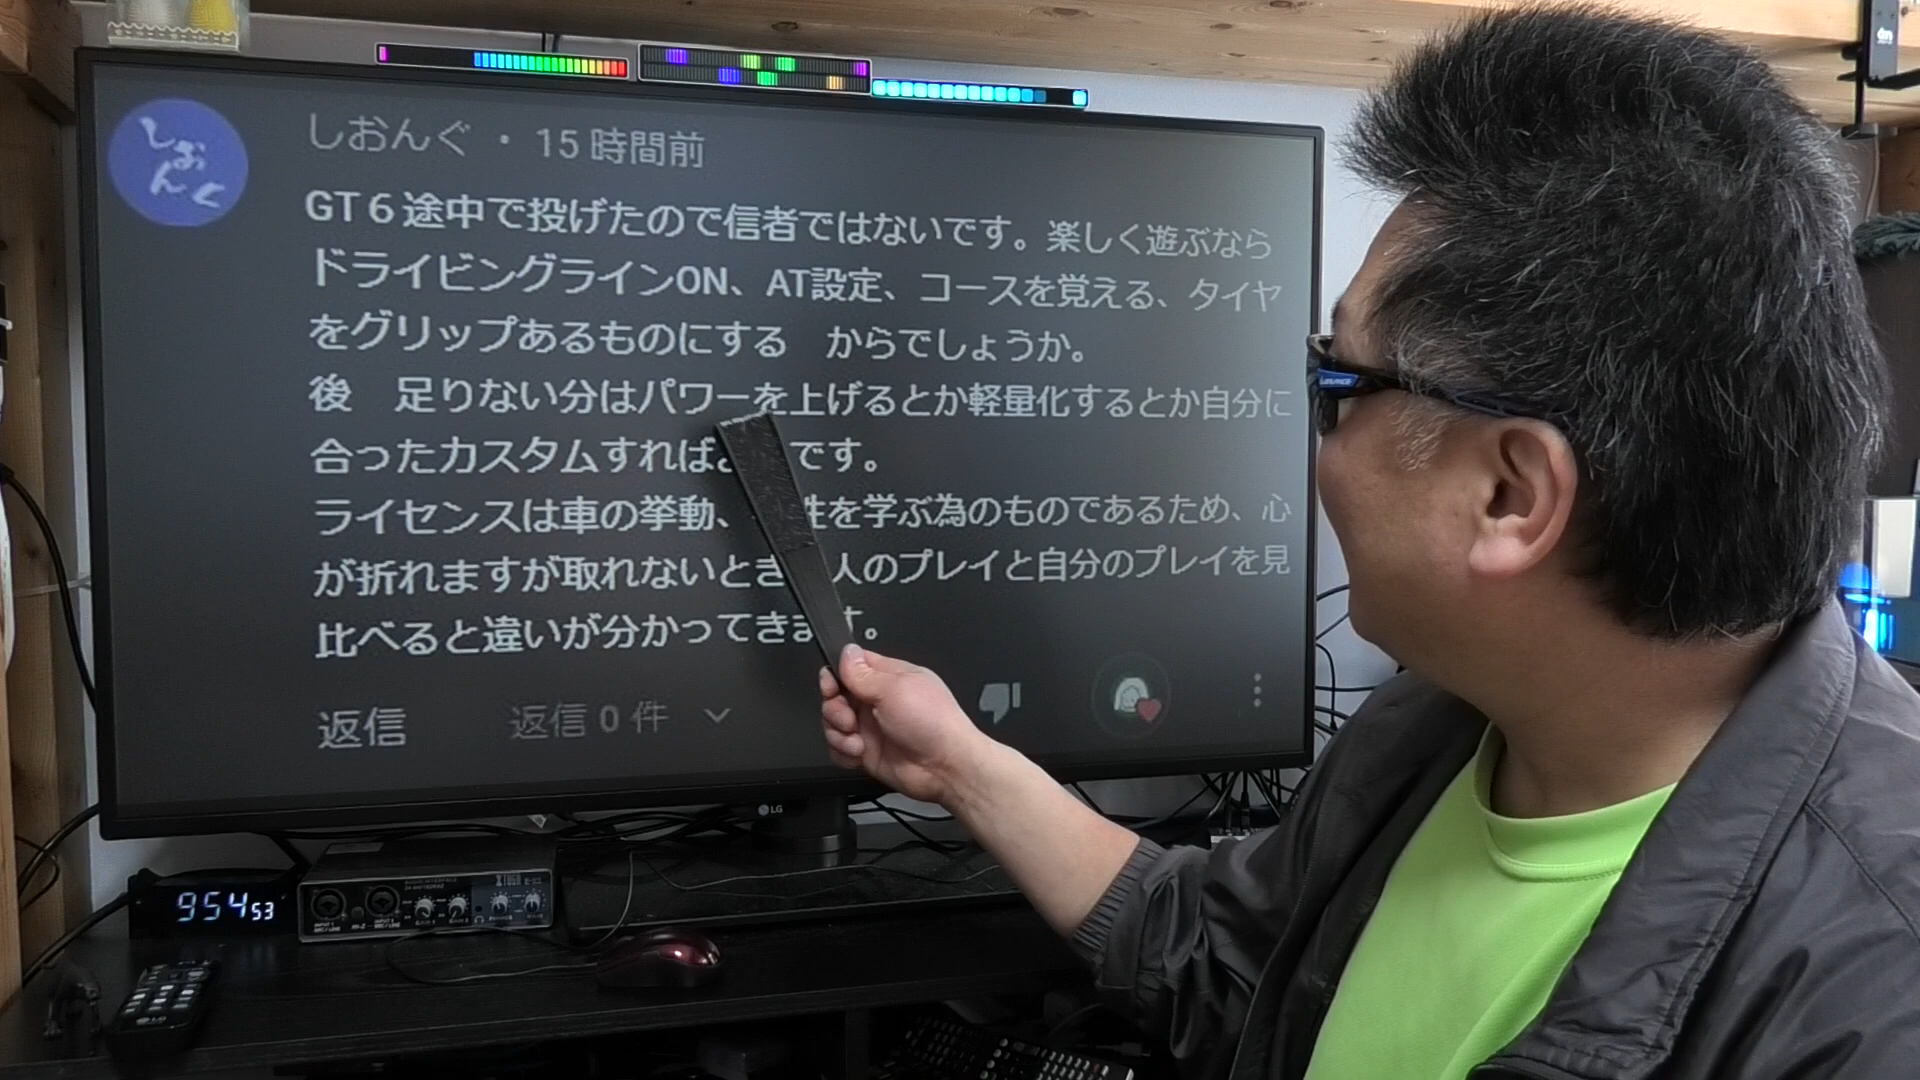 しおんぐ
しおんぐ・15 時間前
GT６途中で投げたので信者ではないです。楽しく遊ぶなら
ドライビングラインON、AT設定、コースを覚える、タイヤ
をグリップあるものにする　からでしょうか。
後　足りない分はパワーを上げるとか軽量化するとか自分に
合ったカスタムすれば　です。
ライセンスは車の挙動、性を学ぶ為のものであるため、心
が折れますが取れないとき人のプレイと自分のプレイを見
比べると違いが分かってきます。
返信　返信 0 件
LG
954 53